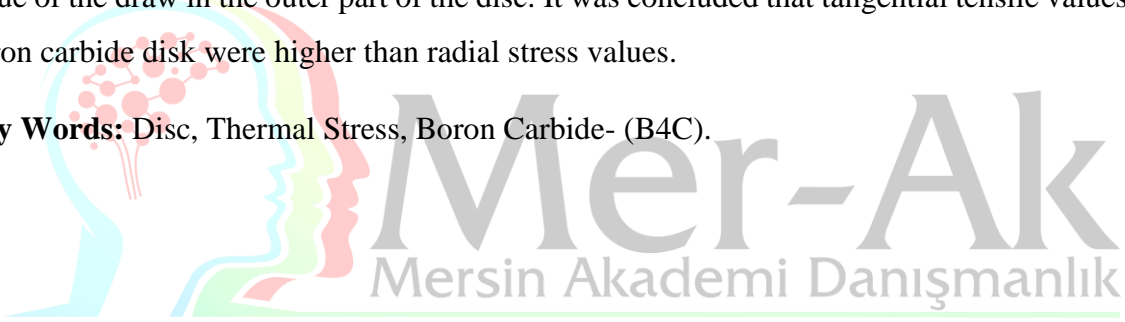 ue of the draw in the outer part of the disc. It was concluded that tangential tensile values
on carbide disk were higher than radial stress values.
y Words: Disc, Thermal Stress, Boron Carbide- (B4C).
Mer-Ak
Mersin Akademi Danışmanlık